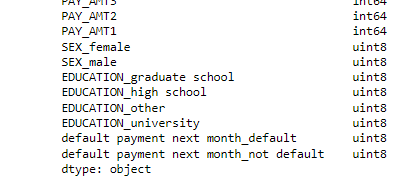 PAY_AMT3 int64
PAY_AMT2 int64
PAY_AMT1 int64
SEX_female uint8
SEX_male uint8
EDUCATION_graduate school uint8
EDUCATION_high school uint8
EDUCATION_other uint8
EDUCATION_university uint8
default payment next month_default uint8
default payment next month_not default uint8
dtype: object